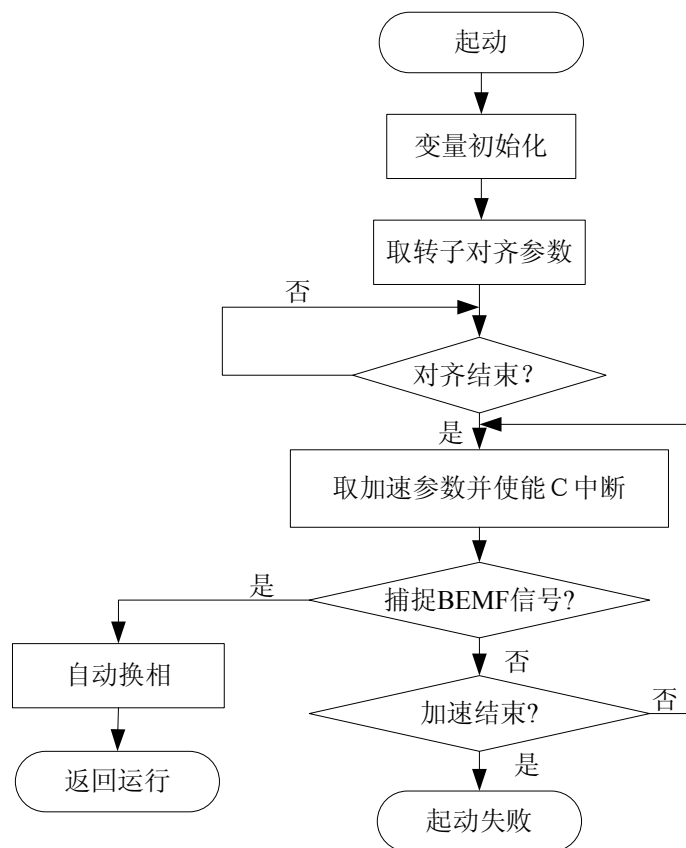 起动
变量初始化
取转子对齐参数
否
对齐结束？
是
取加速参数并使能C中断
是
捕捉BEMF信号?
自动换相
否
加速结束?
否
返回运行
是
起动失败